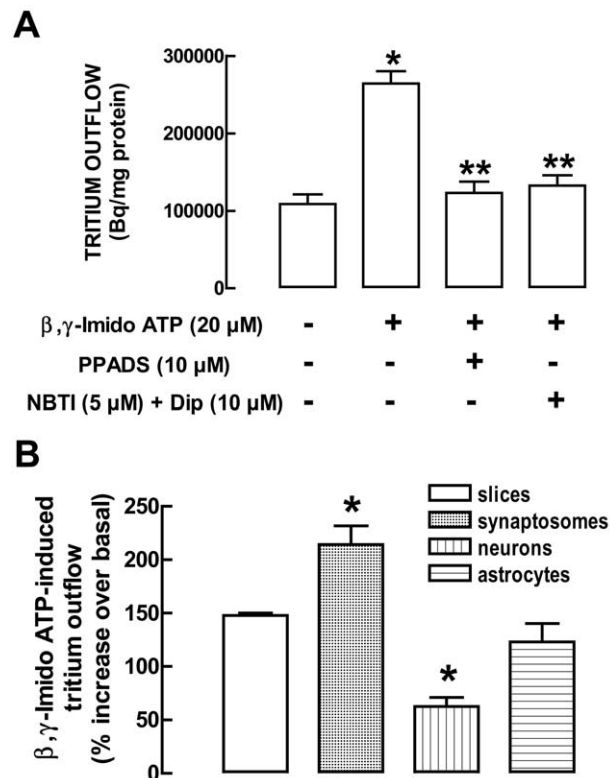 A
TRITIUM OUTFLOW
(Bq/mg protein)
300000
200000
100000
0
*
**
**
β,γ-Imido ATP (20 µM) - + + +
PPADS (10 µM) - - + -
NBTI (5 µM) + Dip (10 µM) - - - +
B
β,γ-Imido ATP-induced
tritium outflow
(% increase over basal)
250
200
150
100
50
0
*
*
slices
synaptosomes
neurons
astrocytes